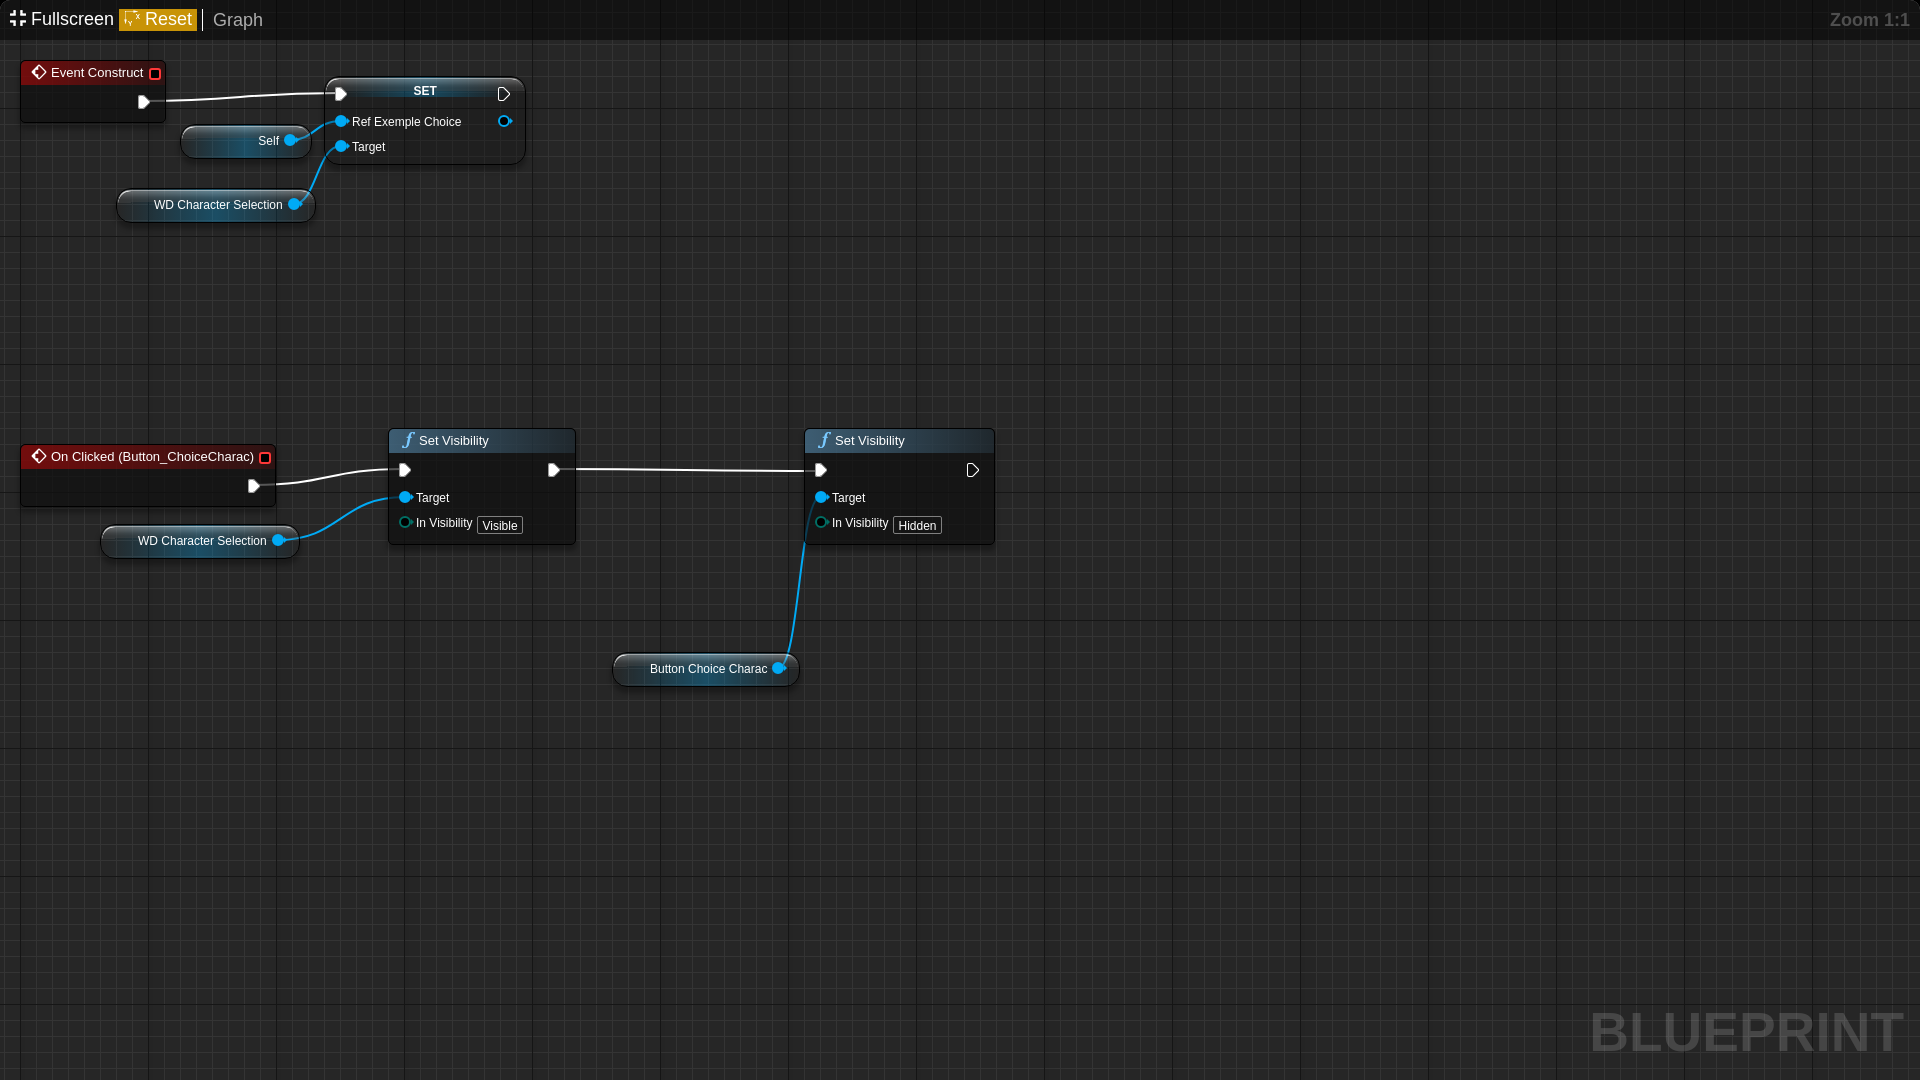 Fullscreen Reset Graph Zoom 1:1
Event Construct
SET
Ref Exemple Choice
Self
Target
WD Character Selection
On Clicked (Button_ChoiceCharac)
Set Visibility
Target
In Visibility Visible
WD Character Selection
Set Visibility
Target
In Visibility Hidden
Button Choice Charac
BLUEPRINT